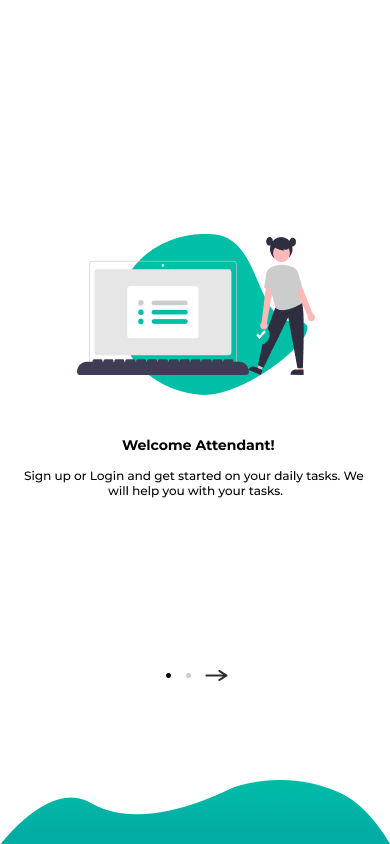 Welcome Attendant!
Sign up or Login and get started on your daily tasks. We
will help you with your tasks.